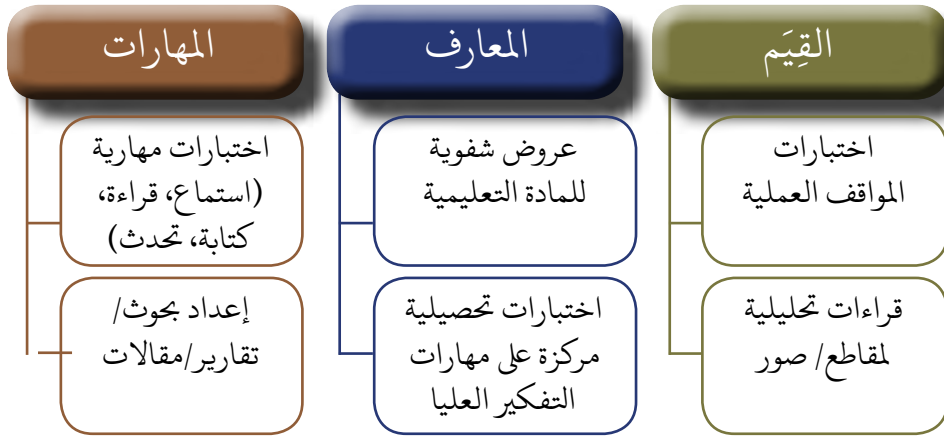 القِيَم
اختبارات
المواقف العملية
قراءات تحليلية
لمقاطع/ صور
المعارف
عروض شفوية
للمادة التعليمية
اختبارات تحصيلية
مركزة على مهارات
التفكير العليا
المهارات
اختبارات مهارية
(استماع، قراءة،
كتابة، تحدث)
إعداد بحوث/
تقارير/مقالات